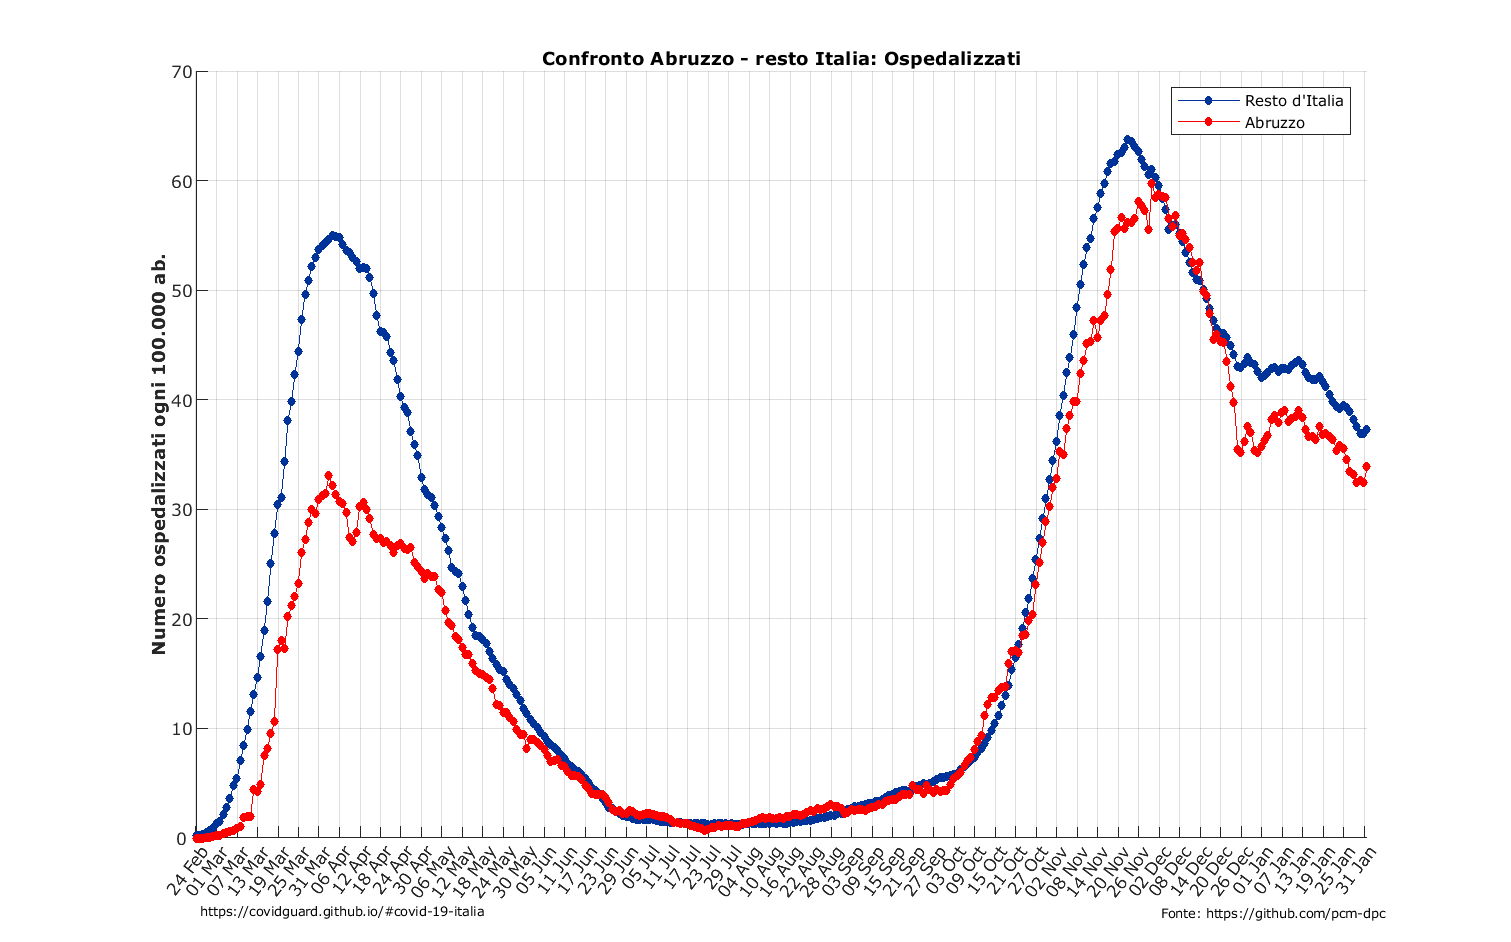 Confronto Abruzzo - resto Italia: Ospedalizzati
Numero ospedalizzati ogni 100.000 ab.
70
60
50
40
30
20
10
0
Resto d'Italia
Abruzzo
24 Feb
01 Mar
07 Mar
13 Mar
19 Mar
25 Mar
31 Mar
06 Apr
12 Apr
18 Apr
24 Apr
30 Apr
06 May
12 May
18 May
24 May
30 May
05 Jun
11 Jun
17 Jun
23 Jun
29 Jun
05 Jul
11 Jul
17 Jul
23 Jul
29 Jul
04 Aug
10 Aug
16 Aug
22 Aug
28 Aug
03 Sep
09 Sep
15 Sep
21 Sep
27 Sep
03 Oct
09 Oct
15 Oct
21 Oct
27 Oct
02 Nov
08 Nov
14 Nov
20 Nov
26 Nov
02 Dec
08 Dec
14 Dec
20 Dec
26 Dec
01 Jan
07 Jan
13 Jan
19 Jan
25 Jan
31 Jan
https://covidguard.github.io/#covid-19-italia
Fonte: https://github.com/pcm-dpc